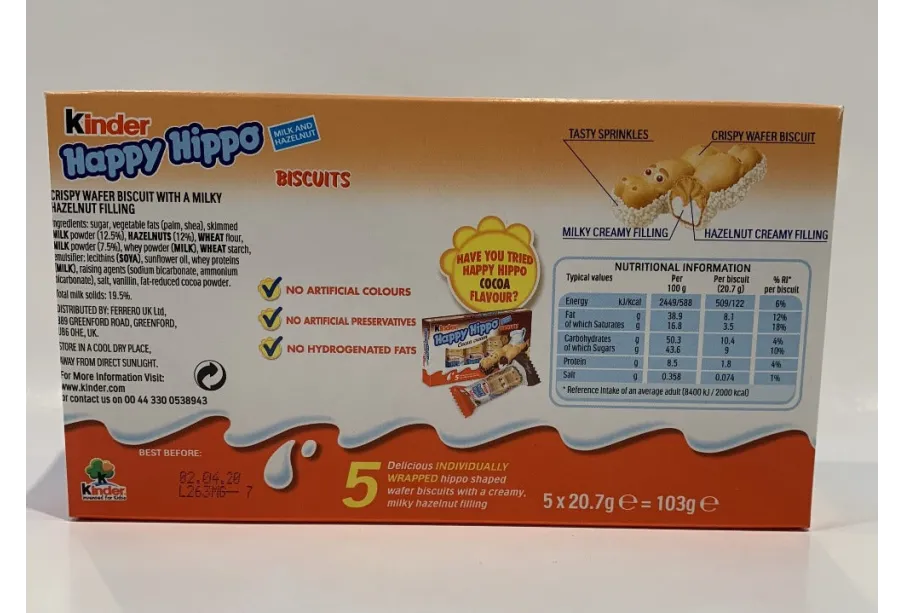 Kinder
Happy Hippo
MILK AND
HAZELNUT
BISCUITS
CRISPY WAFER BISCUIT WITH A MILKY
HAZELNUT FILLING
ngredients: sugar, vegetable fats (palm, shea), skimmed
MILK powder (12.5%), HAZELNUTS (12%), WHEAT flour,
MILK powder (7.5%), whey powder (MILK), WHEAT starch,
emulsifier: lecithins (SOYA), sunflower oil, whey proteins
(MILK), raising agents (sodium bicarbonate, ammonium
bicarbonate), salt, vanillin, fat-reduced cocoa powder.
Total milk solids: 19.5%.
DISTRIBUTED BY: FERRERO UK Ltd,
889 GREENFORD ROAD, GREENFORD,
UB6 0HE, UK.
STORE IN A COOL DRY PLACE,
AWAY FROM DIRECT SUNLIGHT.
For More Information Visit:
www.kinder.com
or contact us on 00 44 330 0538943
NO ARTIFICIAL COLOURS
NO ARTIFICIAL PRESERVATIVES
NO HYDROGENATED FATS
HAVE YOU TRIED
HAPPY HIPPO
COCOA
FLAVOUR?
Kinder
Happy Hippo
TASTY SPRINKLES
CRISPY WAFER BISCUIT
MILKY CREAMY FILLING
HAZELNUT CREAMY FILLING
NUTRITIONAL INFORMATION
Typical values Per 100 g Per biscuit (20.7 g) % RI* per biscuit
Energy kJ/kcal 2449/588 509/122 6%
Fat g 38.9 8.1 12%
of which Saturates g 16.8 3.5 18%
Carbohydrates g 50.3 10.4 4%
of which Sugars g 43.6 9 10%
Protein g 8.5 1.8 4%
Salt g 0.358 0.074 1%
* Reference Intake of an average adult (8400 kJ / 2000 kcal)
BEST BEFORE:
02.04.20
L263MG-- 7
Kinder
5
Delicious INDIVIDUALLY
WRAPPED hippo shaped
wafer biscuits with a creamy,
milky hazelnut filling
5 x 20.7g e = 103g e